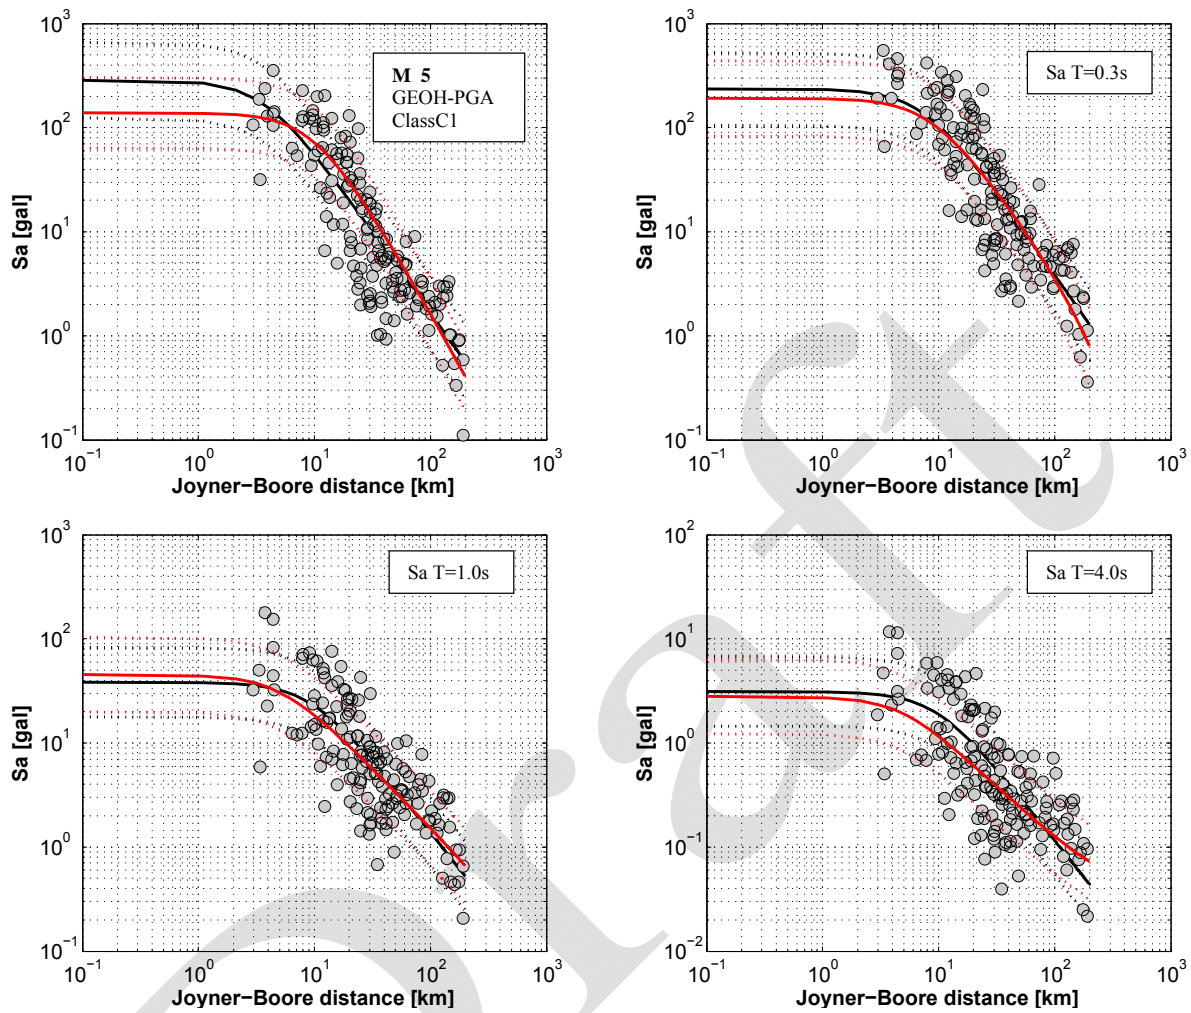 10^3
10^2
10^1
10^0
10^−1
Sa [gal]
M 5
GEOH-PGA
ClassC1
10^−1 10^0 10^1 10^2 10^3
Joyner−Boore distance [km]
10^3
10^2
10^1
10^0
10^−1
Sa [gal]
Sa T=0.3s
10^−1 10^0 10^1 10^2 10^3
Joyner−Boore distance [km]
10^3
10^2
10^1
10^0
10^−1
Sa [gal]
Sa T=1.0s
10^−1 10^0 10^1 10^2 10^3
Joyner−Boore distance [km]
10^2
10^1
10^0
10^−1
10^−2
Sa [gal]
Sa T=4.0s
10^−1 10^0 10^1 10^2 10^3
Joyner−Boore distance [km]
Draft